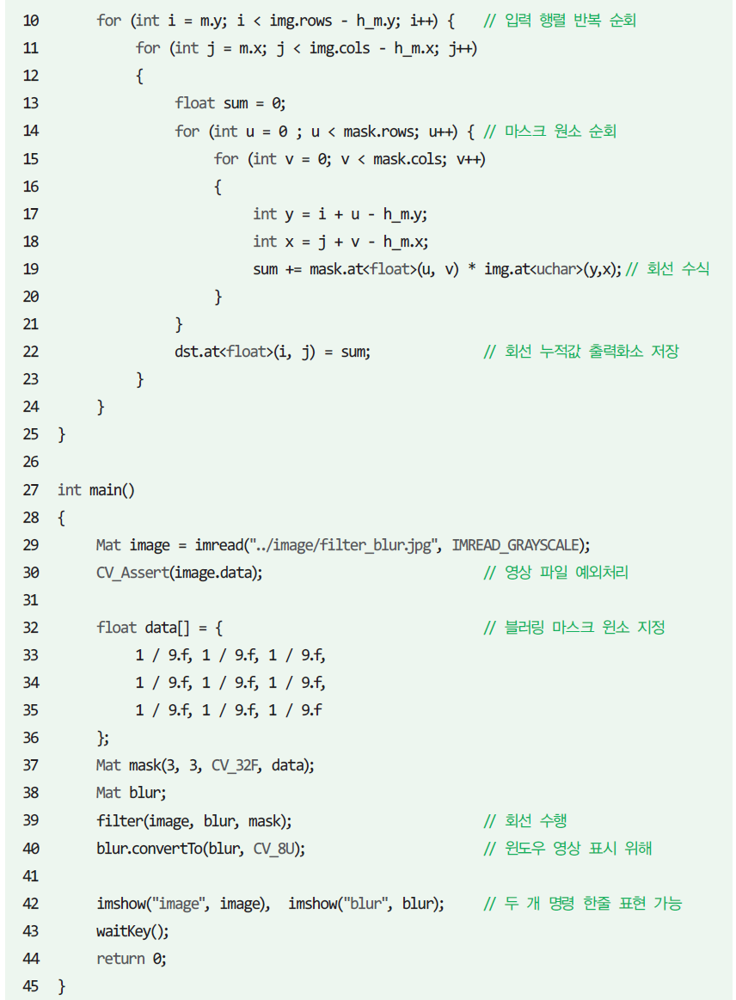 10 for (int i = m.y; i < img.rows - h_m.y; i++) { // 입력 행렬 반복 순회
11 for (int j = m.x; j < img.cols - h_m.x; j++)
12 {
13 float sum = 0;
14 for (int u = 0 ; u < mask.rows; u++) { // 마스크 원소 순회
15 for (int v = 0; v < mask.cols; v++)
16 {
17 int y = i + u - h_m.y;
18 int x = j + v - h_m.x;
19 sum += mask.at<float>(u, v) * img.at<uchar>(y,x); // 회선 수식
20 }
21 }
22 dst.at<float>(i, j) = sum; // 회선 누적값 출력화소 저장
23 }
24 }
25 }
26
27 int main()
28 {
29 Mat image = imread("../image/filter_blur.jpg", IMREAD_GRAYSCALE);
30 CV_Assert(image.data); // 영상 파일 예외처리
31
32 float data[] = { // 블러링 마스크 원소 지정
33 1 / 9.f, 1 / 9.f, 1 / 9.f,
34 1 / 9.f, 1 / 9.f, 1 / 9.f,
35 1 / 9.f, 1 / 9.f, 1 / 9.f
36 };
37 Mat mask(3, 3, CV_32F, data);
38 Mat blur;
39 filter(image, blur, mask); // 회선 수행
40 blur.convertTo(blur, CV_8U); // 윈도우 영상 표시 위해
41
42 imshow("image", image), imshow("blur", blur); // 두 개 명령 한줄 표현 가능
43 waitKey();
44 return 0;
45 }